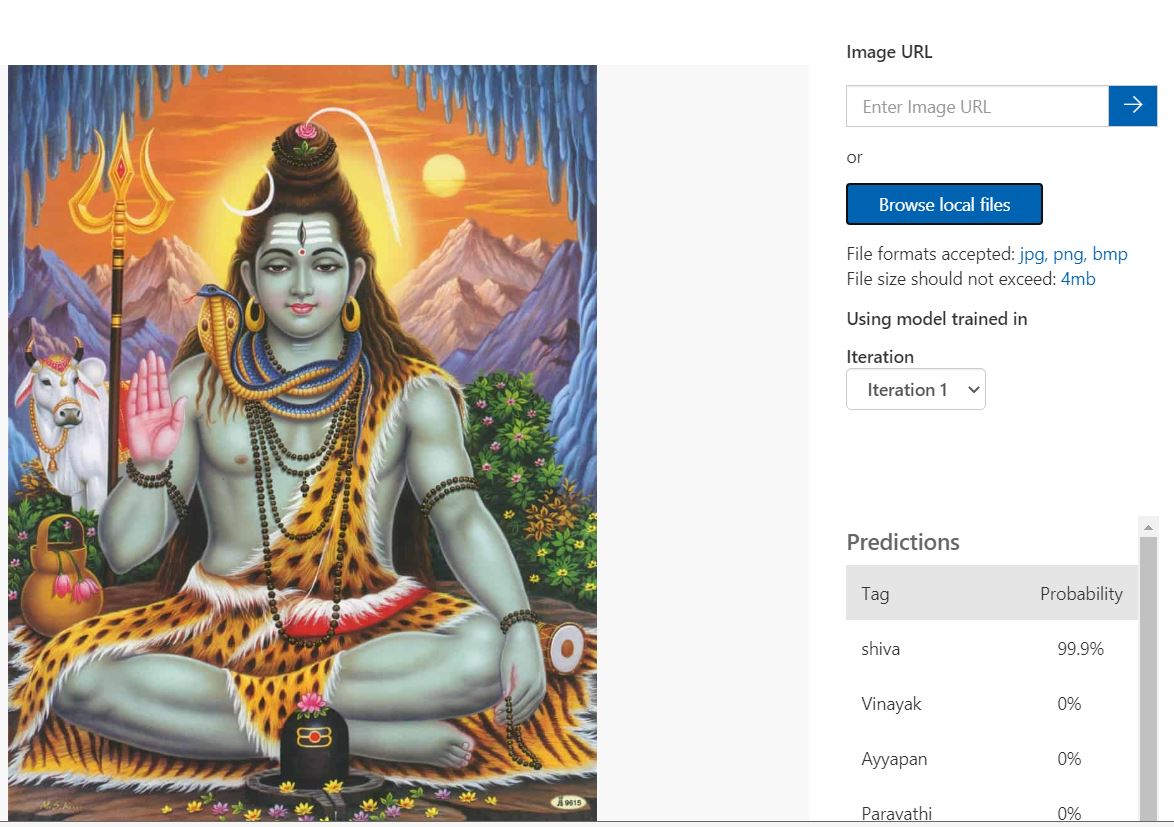 Image URL
Enter Image URL
or
Browse local files
File formats accepted: jpg, png, bmp
File size should not exceed: 4mb
Using model trained in
Iteration
Iteration 1
Predictions
Tag Probability
shiva 99.9%
Vinayak 0%
Ayyapan 0%
Paravathi 0%
9615